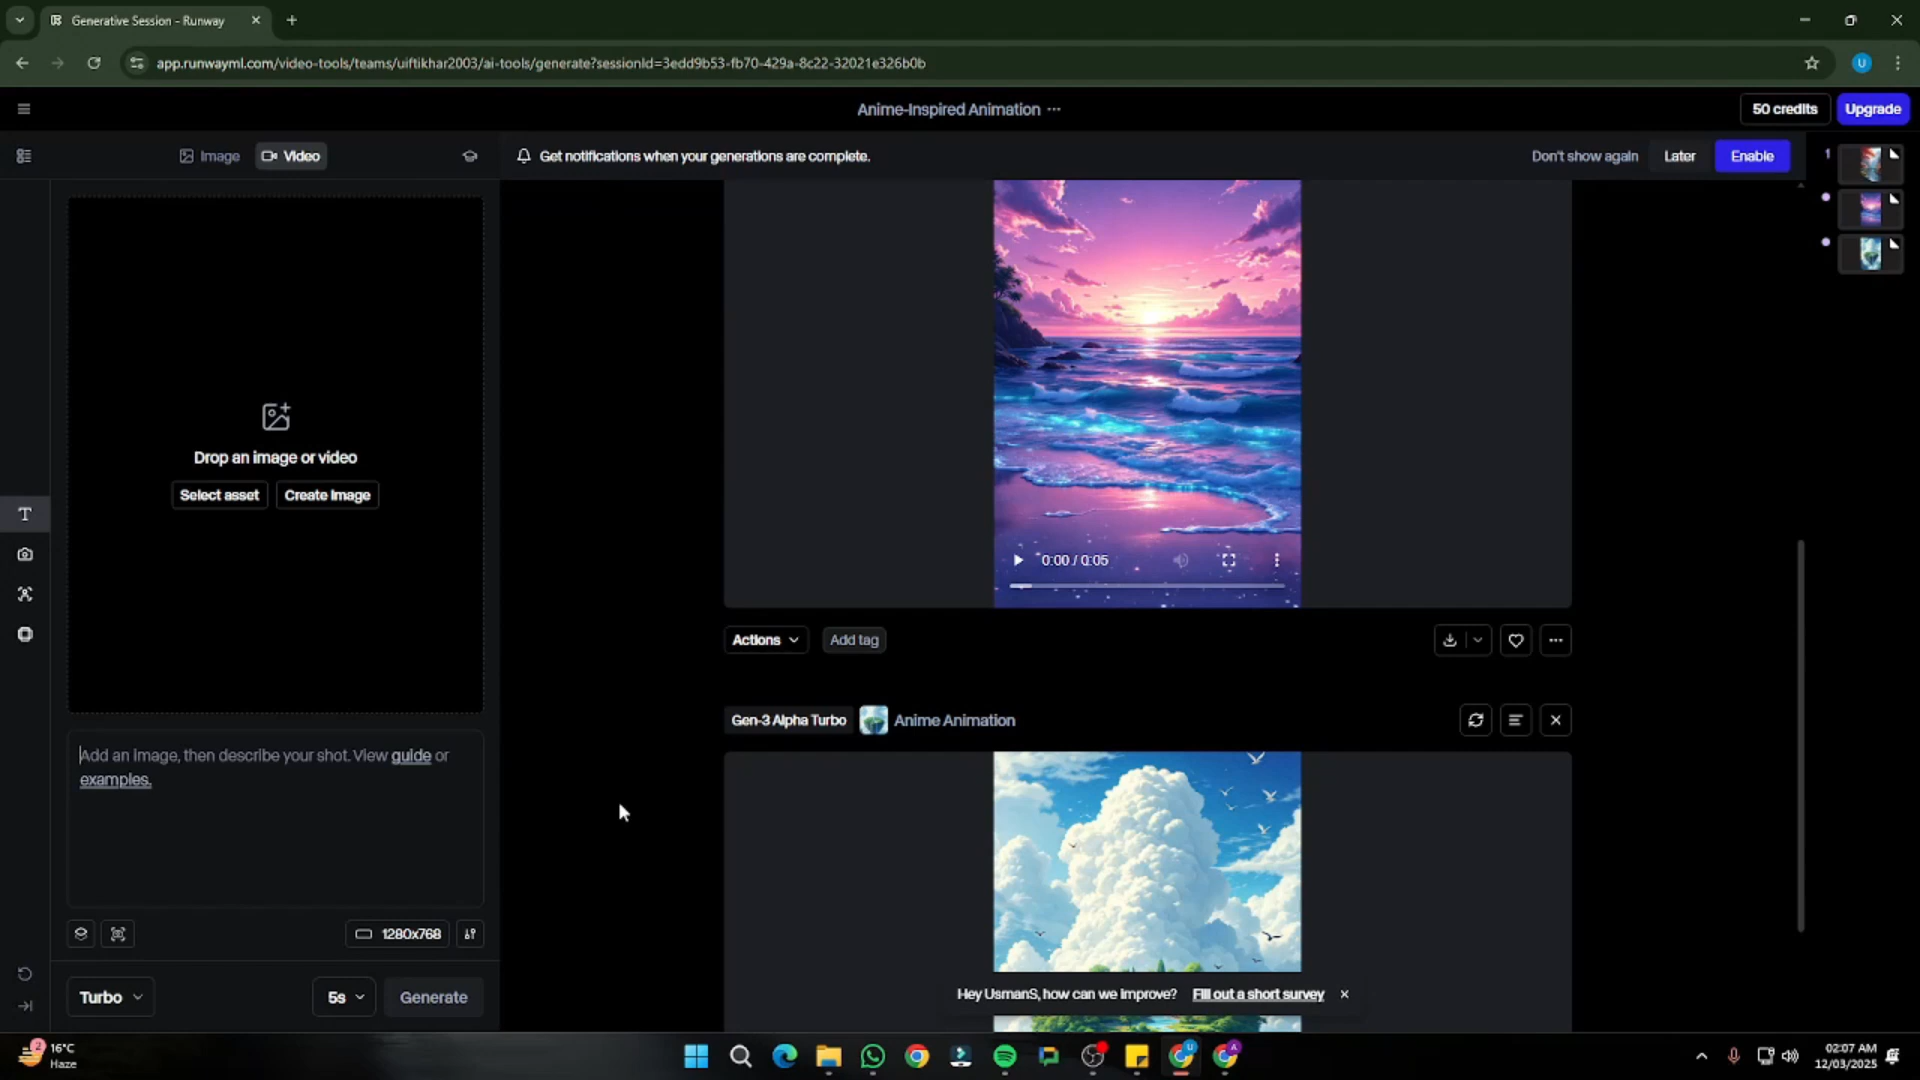 Generative Session - Runway
app.runwayml.com/video-tools/teams/uiftikhar2003/ai-tools/generate?sessionId=3edd9b53-fb70-429a-8c22-32021e326b0b
U
Anime-Inspired Animation
50 credits
Upgrade
Image
Video
Get notifications when your generations are complete.
Don't show again
Later
Enable
1
Drop an image or video
Select asset
Create Image
0:00 / 0:05
Actions
Add tag
Gen-3 Alpha Turbo
Anime Animation
Add an image, then describe your shot. View guide or
examples.
1280x768
Turbo
5s
Generate
Hey UsmanS, how can we improve?
Fill out a short survey
2
16°C
Haze
U
A
02:07 AM
12/03/2025